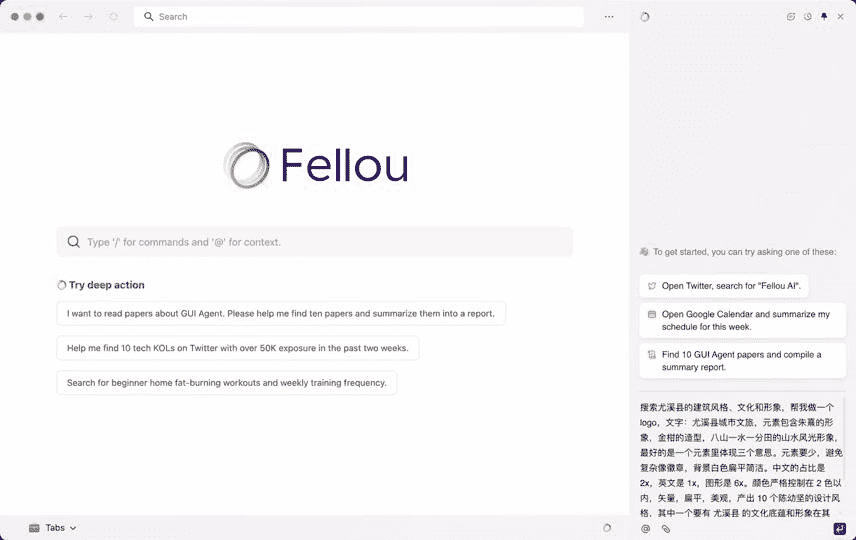 Search
Fellou
Type '/' for commands and '@' for context.
Try deep action
I want to read papers about GUI Agent. Please help me find ten papers and summarize them into a report.
Help me find 10 tech KOLs on Twitter with over 50K exposure in the past two weeks.
Search for beginner home fat-burning workouts and weekly training frequency.
Tabs
To get started, you can try asking one of these:
Open Twitter, search for "Fellou AI".
Open Google Calendar and summarize my
schedule for this week.
Find 10 GUI Agent papers and compile a
summary report.
搜索尤溪县的建筑风格、文化和形象，帮我做一个
logo，文字：尤溪县城市文旅，元素包含朱熹的形
象，金柑的造型，八山一水一分田的山水风光形象，
最好的是一个元素里体现三个意思。元素要少，避免
复杂像徽章，背景白色扁平简洁。中文的占比是
2x，英文是 1x，图形是 6x。颜色严格控制在 2 色以
内，矢量，扁平，美观，产出 10 个陈幼坚的设计风
格，其中一个要有 尤溪县 的文化底蕴和形象在其